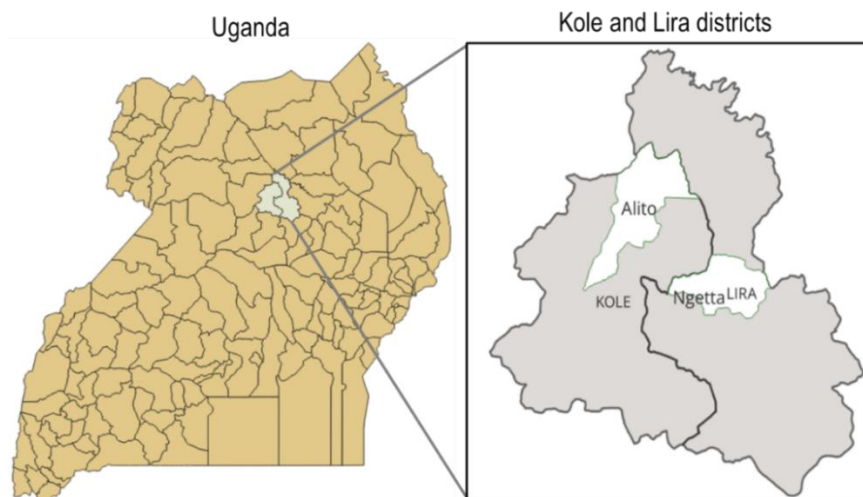 Uganda
Kole and Lira districts
Alito
KOLE
Ngetta LIRA